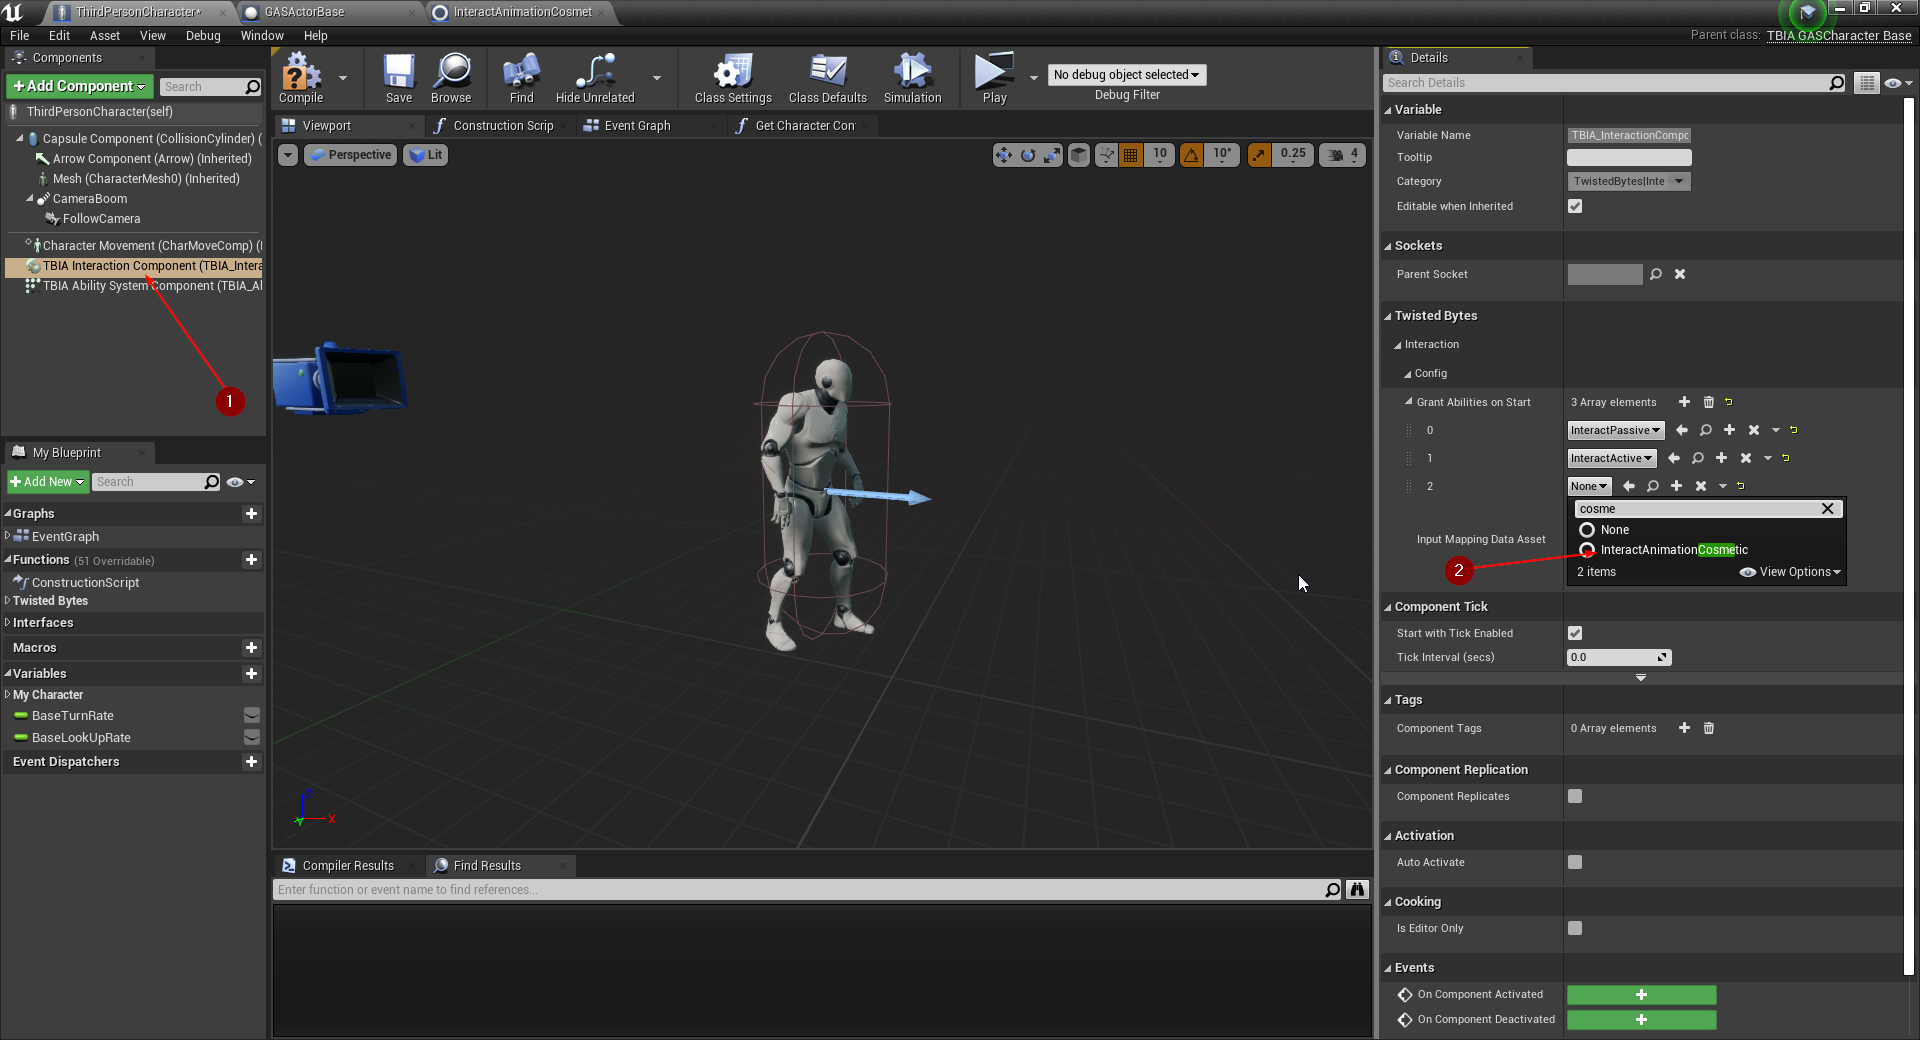 ThirdPersonCharacter*
GASActorBase
InteractAnimationCosmet
File Edit Asset View Debug Window Help
Parent class: TBIA GASCharacter Base
Components
Add Component
Search
ThirdPersonCharacter(self)
Capsule Component (CollisionCylinder) (
Arrow Component (Arrow) (Inherited)
Mesh (CharacterMesh0) (Inherited)
CameraBoom
FollowCamera
Character Movement (CharMoveComp) (I
TBIA Interaction Component (TBIA_Intera
TBIA Ability System Component (TBIA_Al
1
My Blueprint
Add New
Search
Graphs
EventGraph
Functions (51 Overridable)
ConstructionScript
Twisted Bytes
Interfaces
Macros
Variables
My Character
BaseTurnRate
BaseLookUpRate
Event Dispatchers
Compile
Save
Browse
Find
Hide Unrelated
Class Settings
Class Defaults
Simulation
Play
No debug object selected
Debug Filter
Viewport
Construction Scrip
Event Graph
Get Character Con
Perspective
Lit
10
10°
0.25
4
X
Compiler Results
Find Results
Enter function or event name to find references...
Details
Search Details
Variable
Variable Name TBIA_InteractionCompo
Tooltip
Category TwistedBytes|Inte
Editable when Inherited
Sockets
Parent Socket
Twisted Bytes
Interaction
Config
Grant Abilities on Start 3 Array elements
0 InteractPassive
1 InteractActive
2 None
cosme
None
InteractAnimationCosmetic
2 items View Options
Input Mapping Data Asset
2
Component Tick
Start with Tick Enabled
Tick Interval (secs) 0.0
Tags
Component Tags 0 Array elements
Component Replication
Component Replicates
Activation
Auto Activate
Cooking
Is Editor Only
Events
On Component Activated
On Component Deactivated